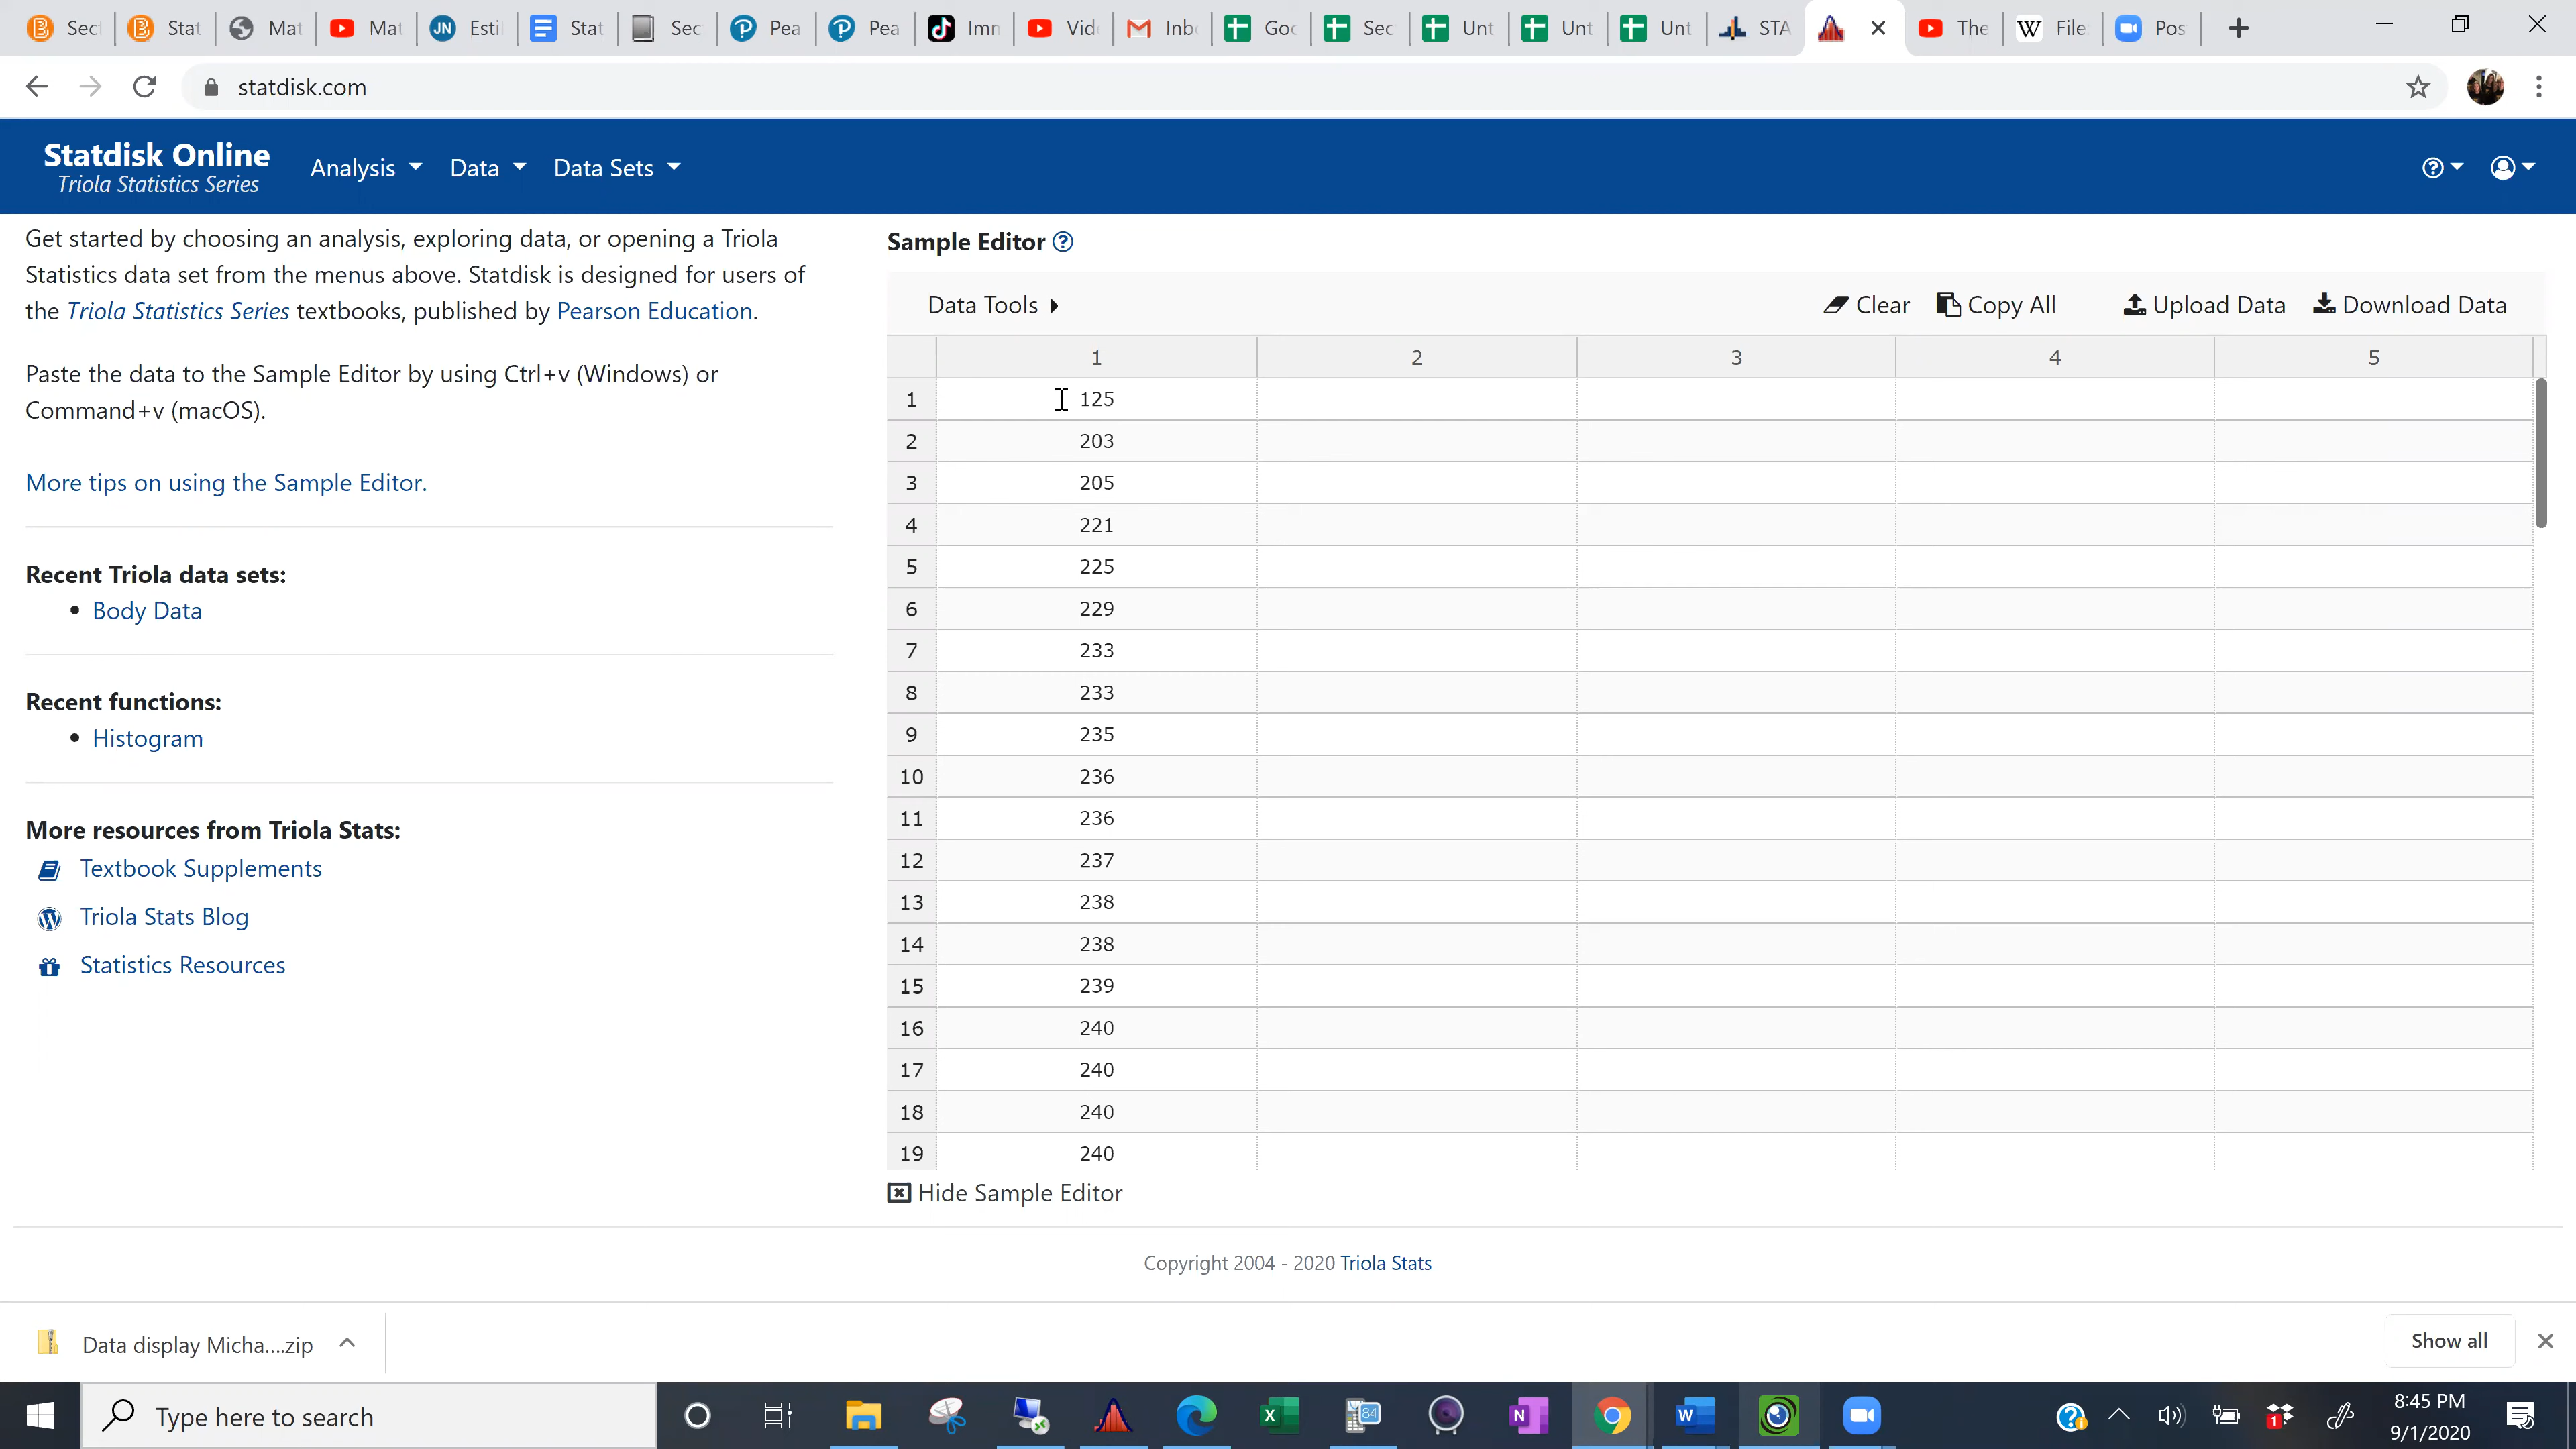 Sect
Stat
Mat
Mat
JN Esti
Stat
Sec
Pea
Pea
Imn
Vid
Inb
Goo
Sec
Unt
Unt
Unt
STA
The
W File
Pos
statdisk.com
Statdisk Online
Triola Statistics Series
Analysis
Data
Data Sets
Get started by choosing an analysis, exploring data, or opening a Triola
Statistics data set from the menus above. Statdisk is designed for users of
the Triola Statistics Series textbooks, published by Pearson Education.
Paste the data to the Sample Editor by using Ctrl+v (Windows) or
Command+v (macOS).
More tips on using the Sample Editor.
Recent Triola data sets:
Body Data
Recent functions:
Histogram
More resources from Triola Stats:
Textbook Supplements
Triola Stats Blog
Statistics Resources
Sample Editor
Data Tools
Clear
Copy All
Upload Data
Download Data
1 2 3 4 5
1 125
2 203
3 205
4 221
5 225
6 229
7 233
8 233
9 235
10 236
11 236
12 237
13 238
14 238
15 239
16 240
17 240
18 240
19 240
Hide Sample Editor
Copyright 2004 - 2020 Triola Stats
Data display Micha....zip
Show all
Type here to search
84
1
8:45 PM
9/1/2020